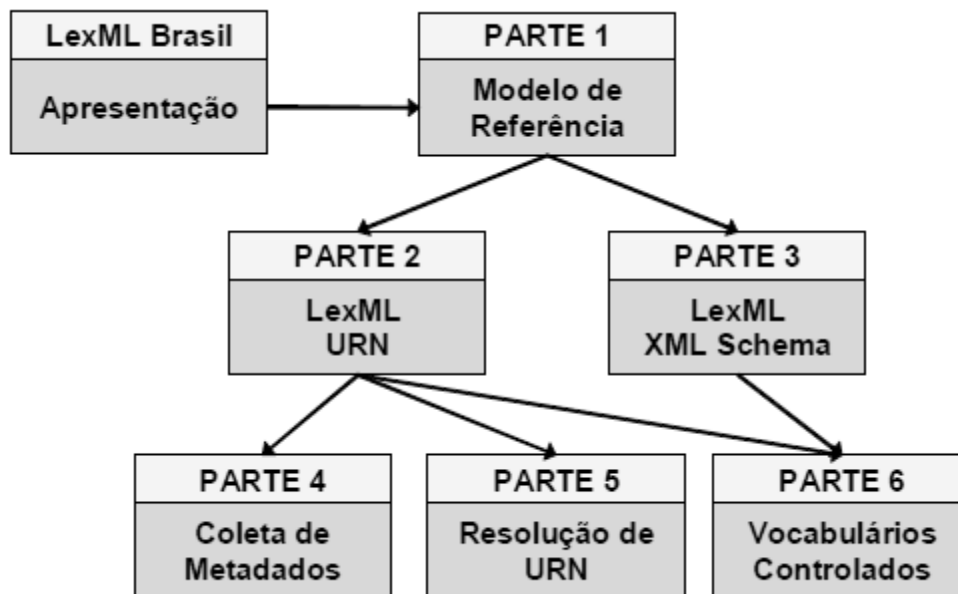 LexML Brasil
Apresentação
PARTE 1
Modelo de
Referência
PARTE 2
LexML
URN
PARTE 3
LexML
XML Schema
PARTE 4
Coleta de
Metadados
PARTE 5
Resolução de
URN
PARTE 6
Vocabulários
Controlados